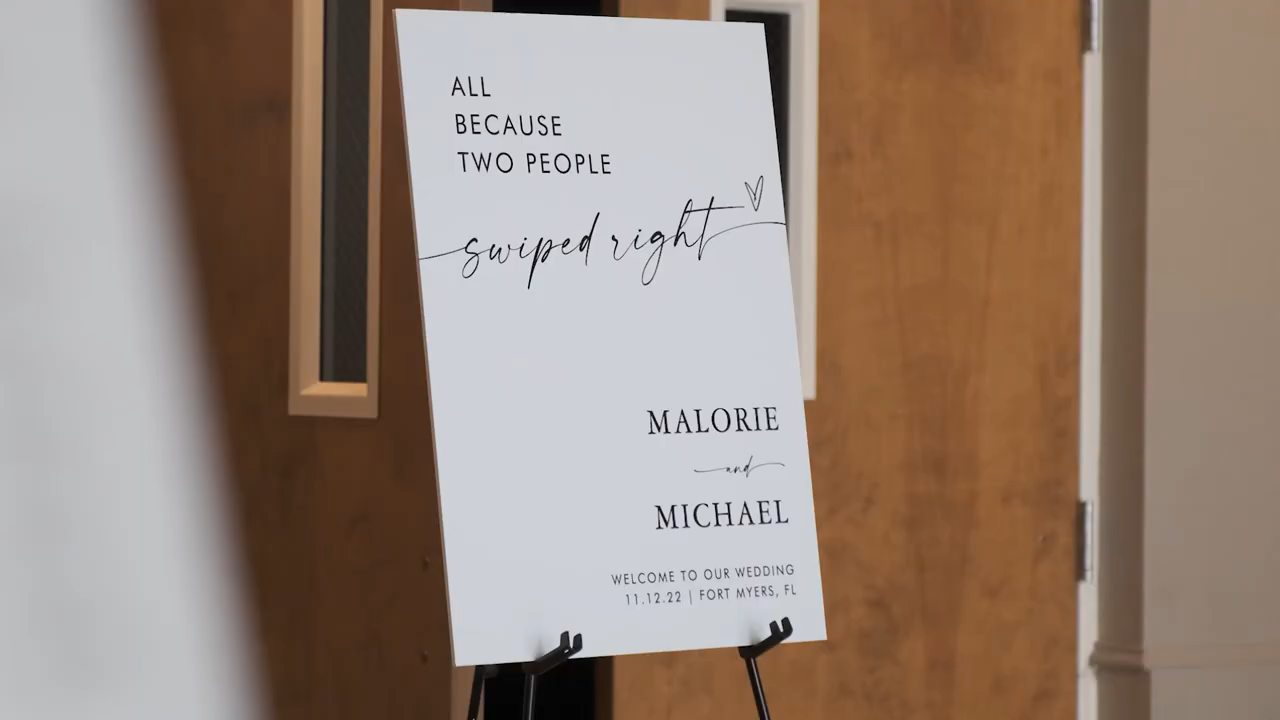 ALL
BECAUSE
TWO PEOPLE
swiped right
MALORIE
and
MICHAEL
WELCOME TO OUR WEDDING
11.12.22 | FORT MYERS, FL